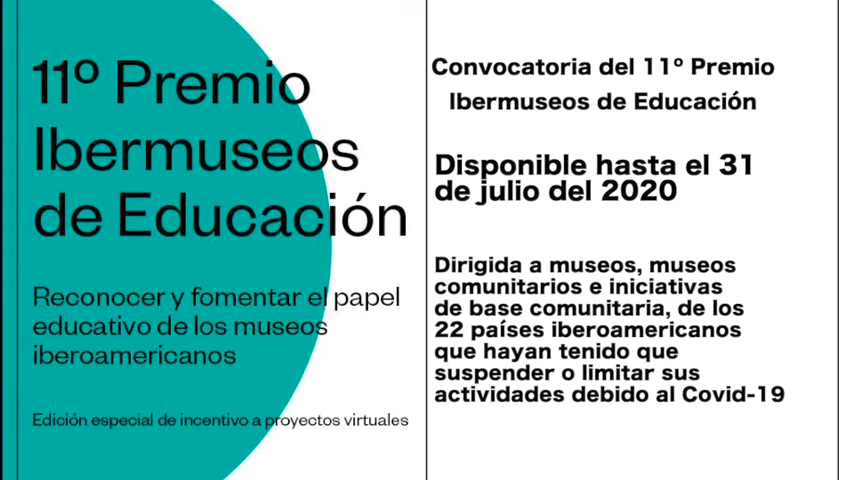 11º Premio
Ibermuseos
de Educación
Reconocer y fomentar el papel
educativo de los museos
iberoamericanos
Edición especial de incentivo a proyectos virtuales
Convocatoria del 11º Premio
Ibermuseos de Educación
Disponible hasta el 31
de julio del 2020
Dirigida a museos, museos
comunitarios e iniciativas
de base comunitaria, de los
22 países iberoamericanos
que hayan tenido que
suspender o limitar sus
actividades debido al Covid-19